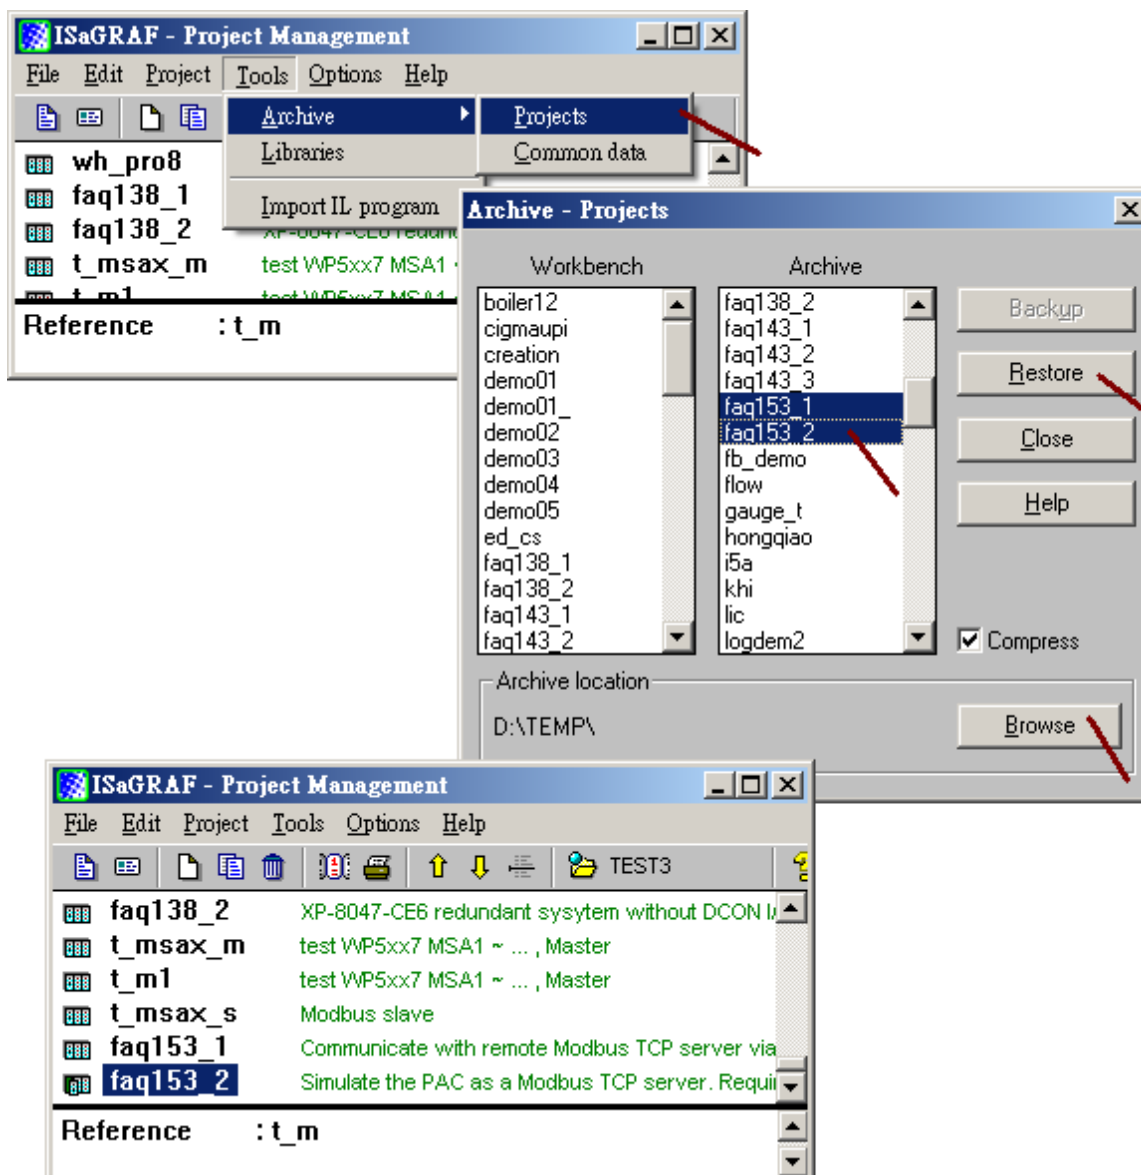 ISaGRAF - Project Management
File Edit Project Tools Options Help
Archive
Libraries
Import IL program
Projects
Common data
wh_pro8
faq138_1
faq138_2
t_msax_m test WP5xx7 MSA1
t_m1
Reference : t_m
Archive - Projects
Workbench
boiler12
cigmaupi
creation
demo01
demo01_
demo02
demo03
demo04
demo05
ed_cs
faq138_1
faq138_2
faq143_1
faq143_2
Archive
faq138_2
faq143_1
faq143_2
faq143_3
faq153_1
faq153_2
fb_demo
flow
gauge_t
hongqiao
i5a
khi
lic
logdem2
Backup
Restore
Close
Help
Compress
Archive location
D:\TEMP\
Browse
ISaGRAF - Project Management
File Edit Project Tools Options Help
TEST3
faq138_2 XP-8047-CE6 redundant sysytem without DCON I/
t_msax_m test WP5xx7 MSA1 ~ ... , Master
t_m1 test WP5xx7 MSA1 ~ ... , Master
t_msax_s Modbus slave
faq153_1 Communicate with remote Modbus TCP server via
faq153_2 Simulate the PAC as a Modbus TCP server. Requi
Reference : t_m